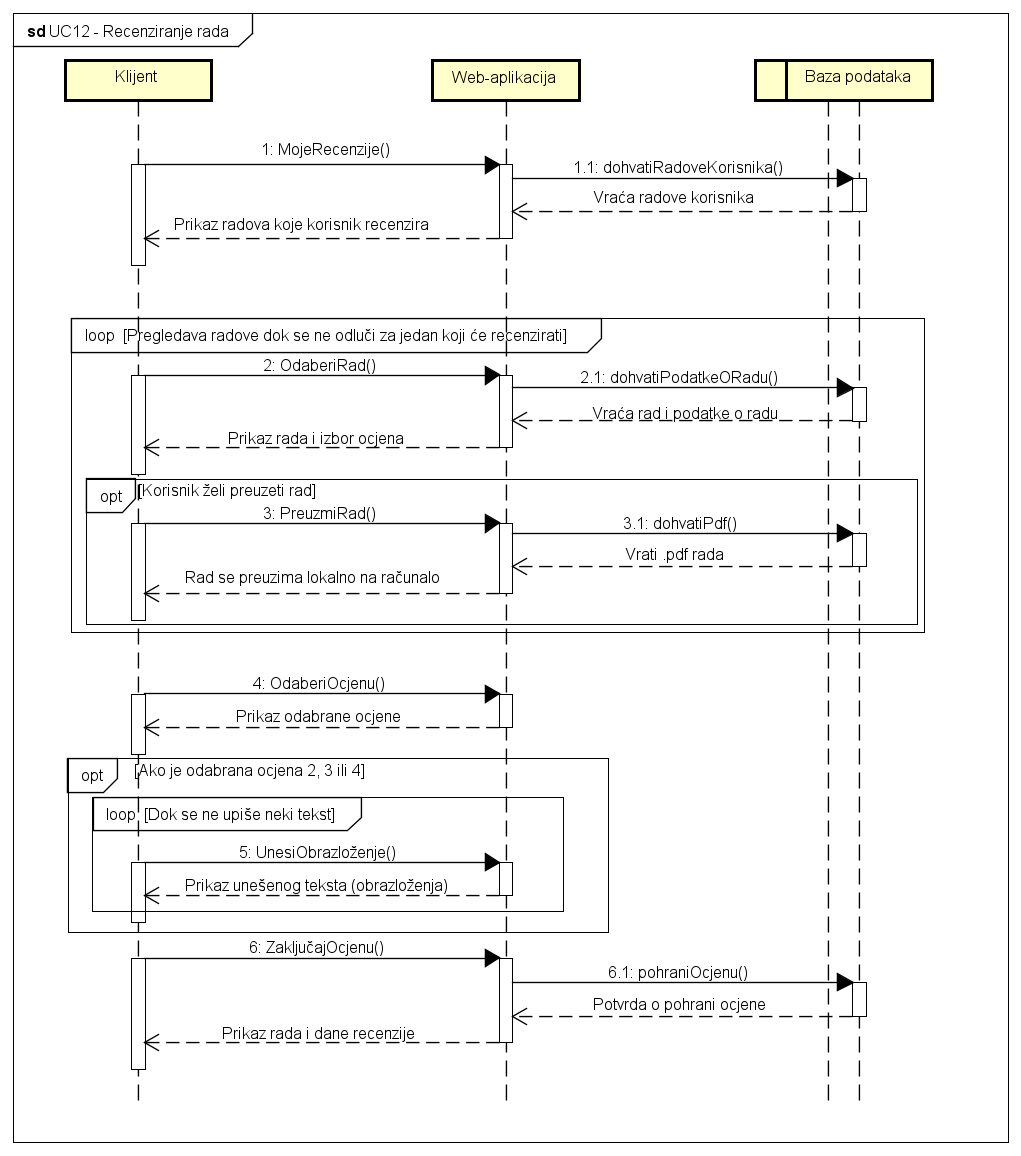 sd UC12 - Recenziranje rada
Klijent
Web-aplikacija
Baza podataka
1: MojeRecenzije()
1.1: dohvatiRadoveKorisnika()
Vraća radove korisnika
Prikaz radova koje korisnik recenzira
loop [Pregledava radove dok se ne odluči za jedan koji će recenzirati]
2: OdaberiRad()
2.1: dohvatiPodatkeORadu()
Vraća rad i podatke o radu
Prikaz rada i izbor ocjena
opt [Korisnik želi preuzeti rad]
3: PreuzmiRad()
3.1: dohvatiPdf()
Vrati .pdf rada
Rad se preuzima lokalno na računalo
4: OdaberiOcjenu()
Prikaz odabrane ocjene
opt [Ako je odabrana ocjena 2, 3 ili 4]
loop [Dok se ne upiše neki tekst]
5: UnesiObrazloženje()
Prikaz unešenog teksta (obrazloženja)
6: ZaključajOcjenu()
6.1: pohraniOcjenu()
Potvrda o pohrani ocjene
Prikaz rada i dane recenzije